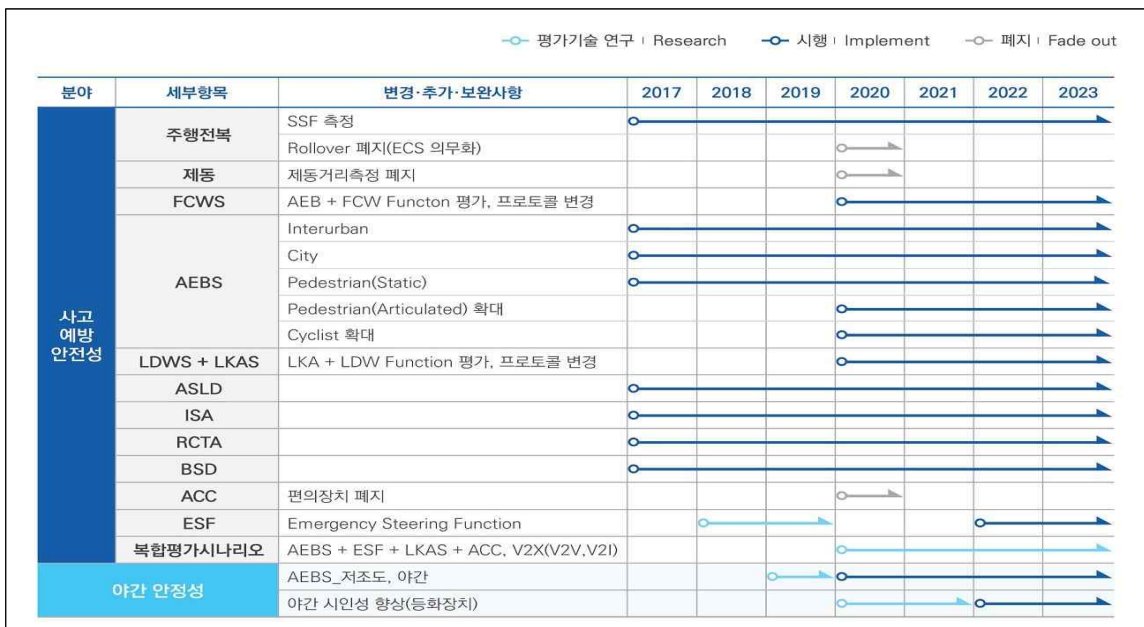 평가기술 연구 | Research 시행 | Implement 폐지 | Fade out
분야 세부항목 변경·추가·보완사항 2017 2018 2019 2020 2021 2022 2023
사고
예방
안전성
주행전복
SSF 측정
Rollover 폐지(ECS 의무화)
제동 제동거리측정 폐지
FCWS AEB + FCW Functon 평가, 프로토콜 변경
AEBS
Interurban
City
Pedestrian(Static)
Pedestrian(Articulated) 확대
Cyclist 확대
LDWS + LKAS LKA + LDW Function 평가, 프로토콜 변경
ASLD
ISA
RCTA
BSD
ACC 편의장치 폐지
ESF Emergency Steering Function
복합평가시나리오 AEBS + ESF + LKAS + ACC, V2X(V2V,V2I)
야간 안정성
AEBS_저조도, 야간
야간 시인성 향상(등화장치)